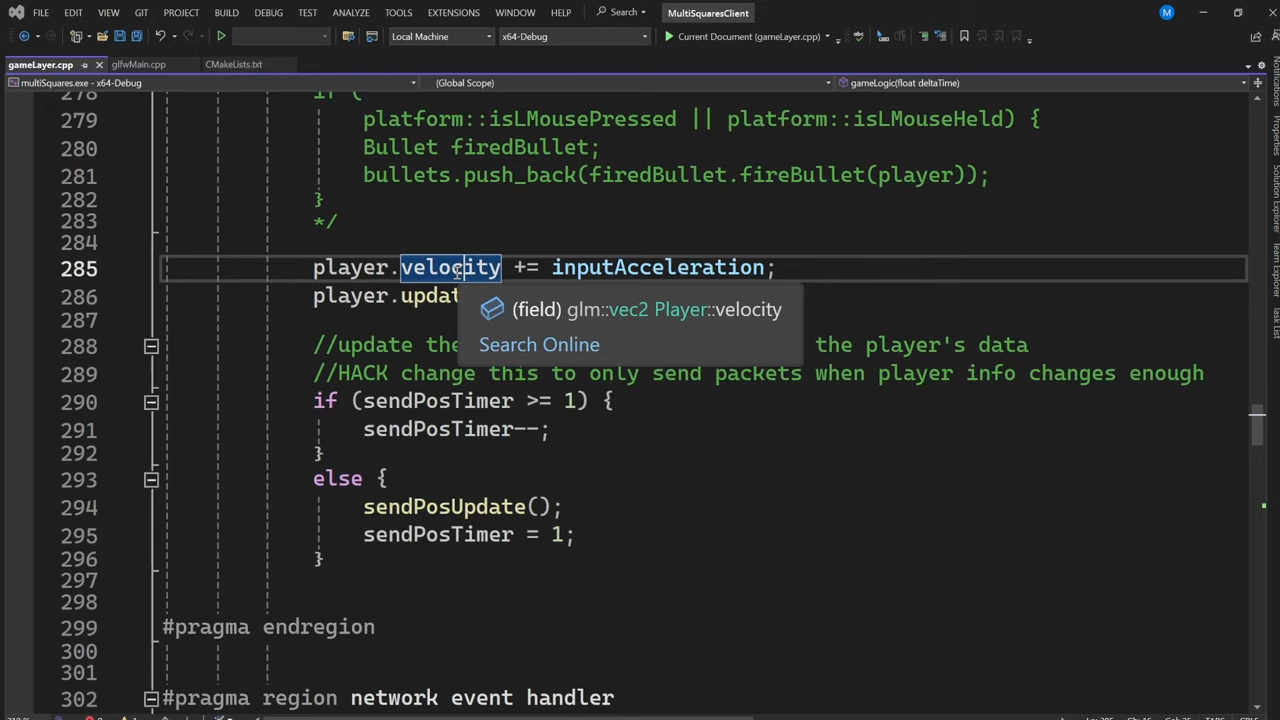 File Edit View Git Project Build Debug Test Analyze Tools Extensions Window Help Search MultiSquaresClient M
Local Machine x64-Debug Current Document (gameLayer.cpp)
gameLayer.cpp glfwMain.cpp CMakeLists.txt
multiSquares.exe - x64-Debug (Global Scope) gameLogic(float deltaTime)
278 if (
279 platform::isLMousePressed || platform::isLMouseHeld) {
280 Bullet firedBullet;
281 bullets.push_back(firedBullet.fireBullet(player));
282 }
283 */
284
285 player.velocity += inputAcceleration;
286 player.updat
(field) glm::vec2 Player::velocity
Search Online
287
288 //update the the player's data
289 //HACK change this to only send packets when player info changes enough
290 if (sendPosTimer >= 1) {
291 sendPosTimer--;
292 }
293 else {
294 sendPosUpdate();
295 sendPosTimer = 1;
296 }
297
298
299 #pragma endregion
300
301
302 #pragma region network event handler
Properties
Solution Explorer